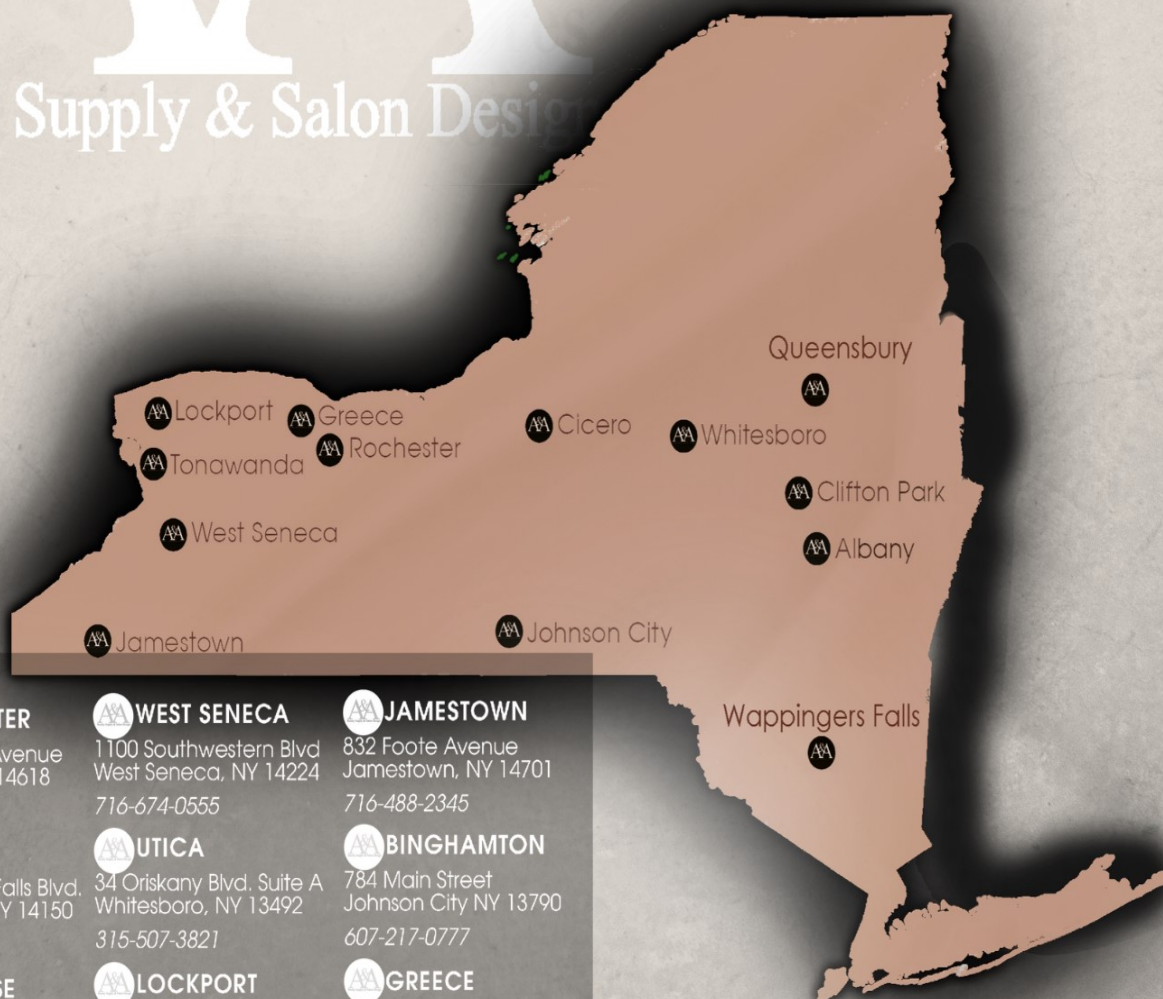 Supply & Salon Design
Queensbury
A&A
A&A Lockport
A&A Greece
A&A Cicero
A&A Whitesboro
A&A Rochester
A&A Tonawanda
A&A Clifton Park
A&A West Seneca
A&A Albany
A&A Johnson City
A&A Jamestown
Wappingers Falls
A&A
TER
venue
14618
Falls Blvd.
Y 14150
SE
A&A WEST SENECA
1100 Southwestern Blvd
West Seneca, NY 14224
716-674-0555
A&A UTICA
34 Oriskany Blvd. Suite A
Whitesboro, NY 13492
315-507-3821
A&A LOCKPORT
A&A JAMESTOWN
832 Foote Avenue
Jamestown, NY 14701
716-488-2345
A&A BINGHAMTON
784 Main Street
Johnson City NY 13790
607-217-0777
A&A GREECE